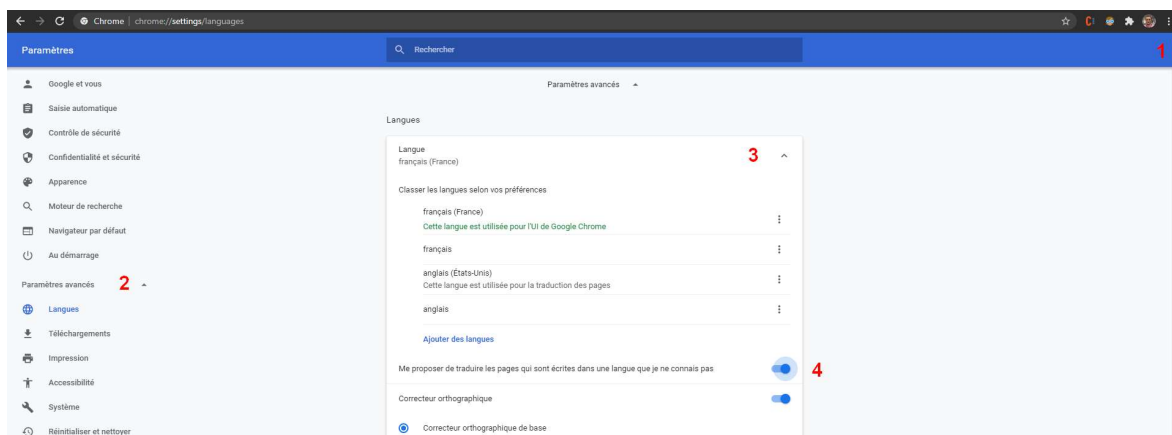 Chrome | chrome://settings/languages
Paramètres
Rechercher
1
Google et vous
Saisie automatique
Contrôle de sécurité
Confidentialité et sécurité
Apparence
Moteur de recherche
Navigateur par défaut
Au démarrage
Paramètres avancés
2
Langues
Téléchargements
Impression
Accessibilité
Système
Réinitialiser et nettoyer
Paramètres avancés
Langues
Langue
français (France)
3
Classer les langues selon vos préférences
français (France)
Cette langue est utilisée pour l'UI de Google Chrome
français
anglais (États-Unis)
Cette langue est utilisée pour la traduction des pages
anglais
Ajouter des langues
Me proposer de traduire les pages qui sont écrites dans une langue que je ne connais pas
4
Correcteur orthographique
Correcteur orthographique de base